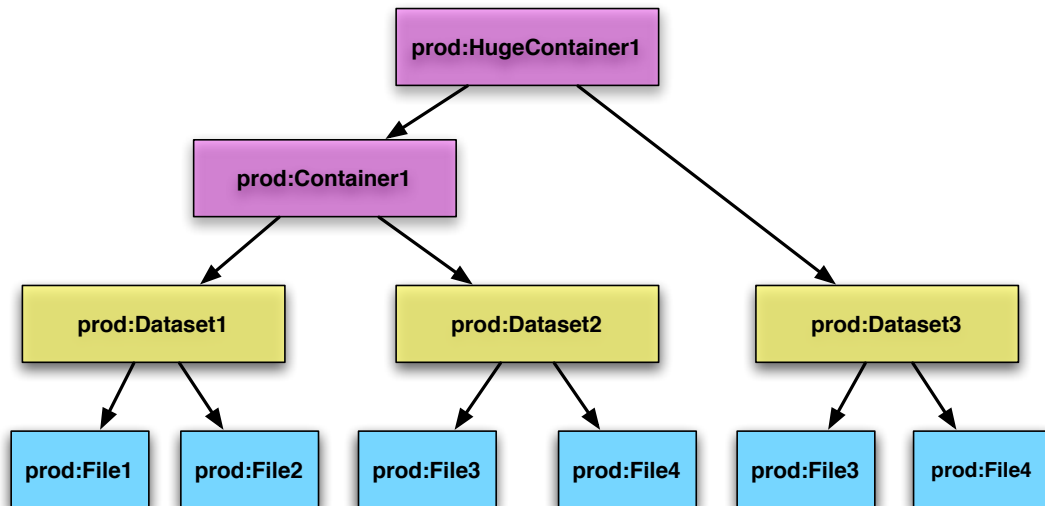 prod:HugeContainer1
prod:Container1
prod:Dataset1
prod:Dataset2
prod:Dataset3
prod:File1
prod:File2
prod:File3
prod:File4
prod:File3
prod:File4